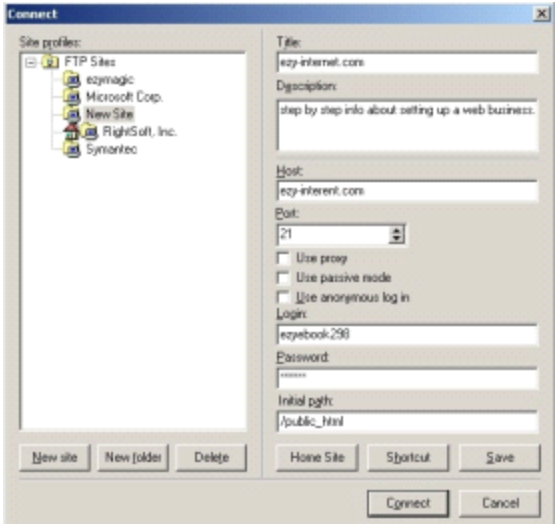 Connect
Site profiles:
FTP Sites
ezymagic
Microsoft Corp.
New Site
RightSoft, Inc.
Symantec
New site
New folder
Delete
Title:
ezy-internet.com
Description:
step by step info about setting up a web business.
Host:
ezy-interent.com
Port:
21
Use proxy
Use passive mode
Use anonymous log in
Login:
ezyebook298
Password:
******
Initial path:
/public_html
Home Site
Shortcut
Save
Connect
Cancel